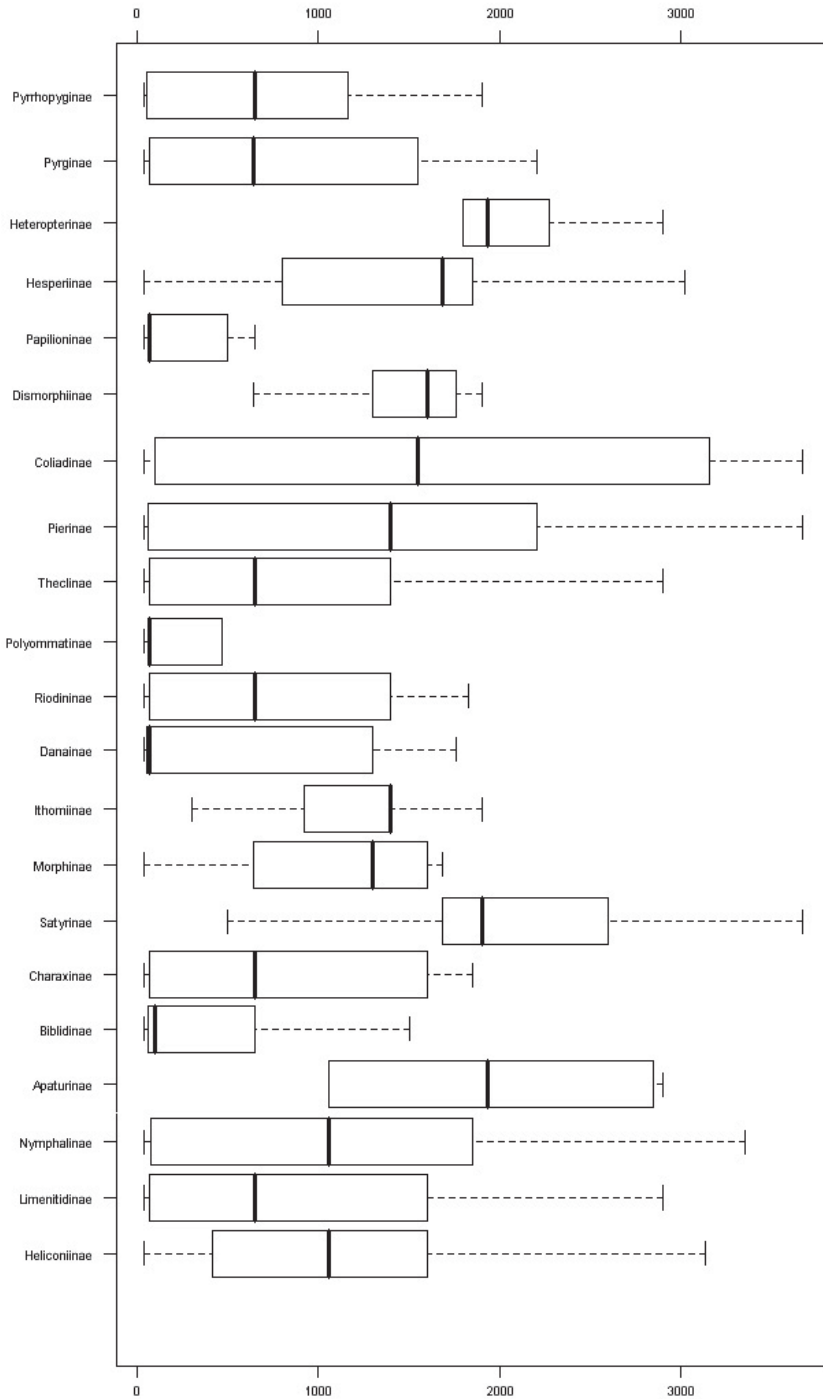 0 1000 2000 3000
Pyrrhopyginae
Pyrginae
Heteropterinae
Hesperiinae
Papilioninae
Dismorphiinae
Coliadinae
Pierinae
Theclinae
Polyommatinae
Riodininae
Danainae
Ithomiinae
Morphinae
Satyrinae
Charaxinae
Biblidinae
Apaturinae
Nymphalinae
Limenitidinae
Heliconiinae
0 1000 2000 3000